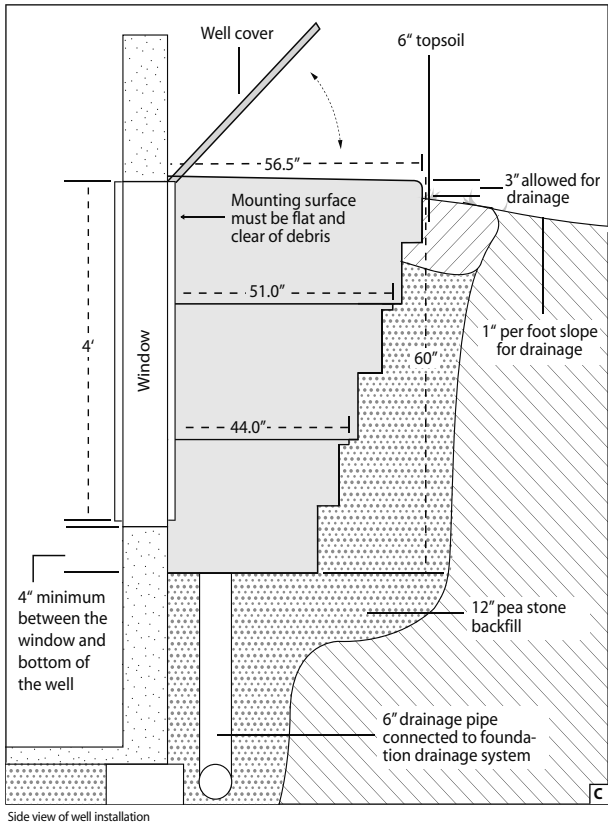 Well cover
6" topsoil
56.5"
3" allowed for
drainage
Mounting surface
must be flat and
clear of debris
51.0"
1" per foot slope
for drainage
4'
Window
60"
44.0"
4" minimum
between the
window and
bottom of
the well
12" pea stone
backfill
6" drainage pipe
connected to founda-
tion drainage system
C
Side view of well installation